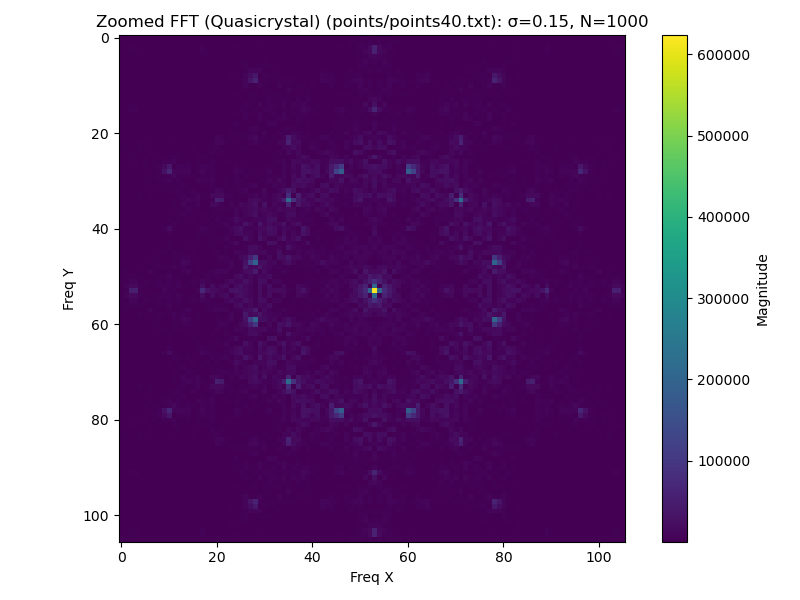 Zoomed FFT (Quasicrystal) (points/points40.txt): σ=0.15, N=1000
0
20
40
60
80
100
Freq Y
0 20 40 60 80 100
Freq X
600000
500000
400000
300000
200000
100000
Magnitude